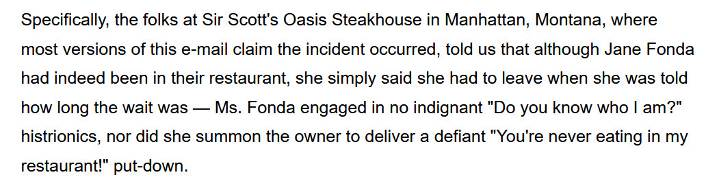 Specifically, the folks at Sir Scott's Oasis Steakhouse in Manhattan, Montana, where
most versions of this e-mail claim the incident occurred, told us that although Jane Fonda
had indeed been in their restaurant, she simply said she had to leave when she was told
how long the wait was — Ms. Fonda engaged in no indignant "Do you know who I am?"
histrionics, nor did she summon the owner to deliver a defiant "You're never eating in my
restaurant!" put-down.